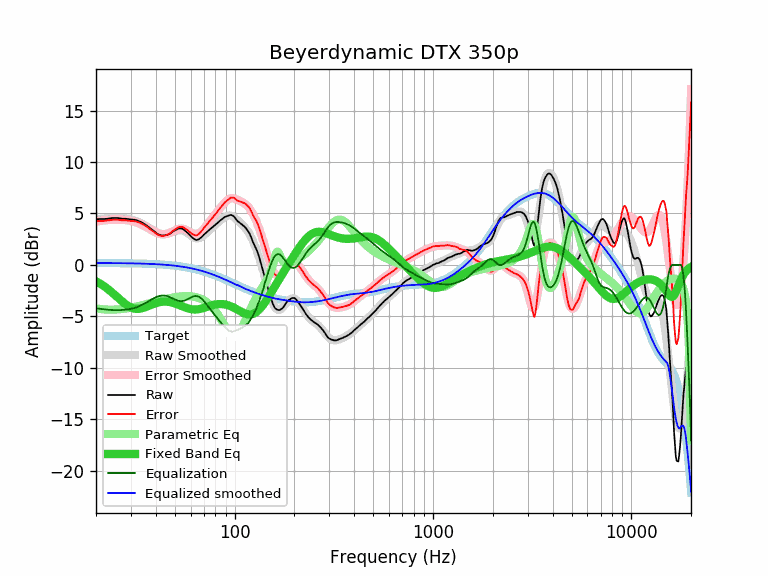 Beyerdynamic DTX 350p
Amplitude (dBr)
15
10
5
0
−5
−10
−15
−20
Target
Raw Smoothed
Error Smoothed
Raw
Error
Parametric Eq
Fixed Band Eq
Equalization
Equalized smoothed
100
1000
10000
Frequency (Hz)